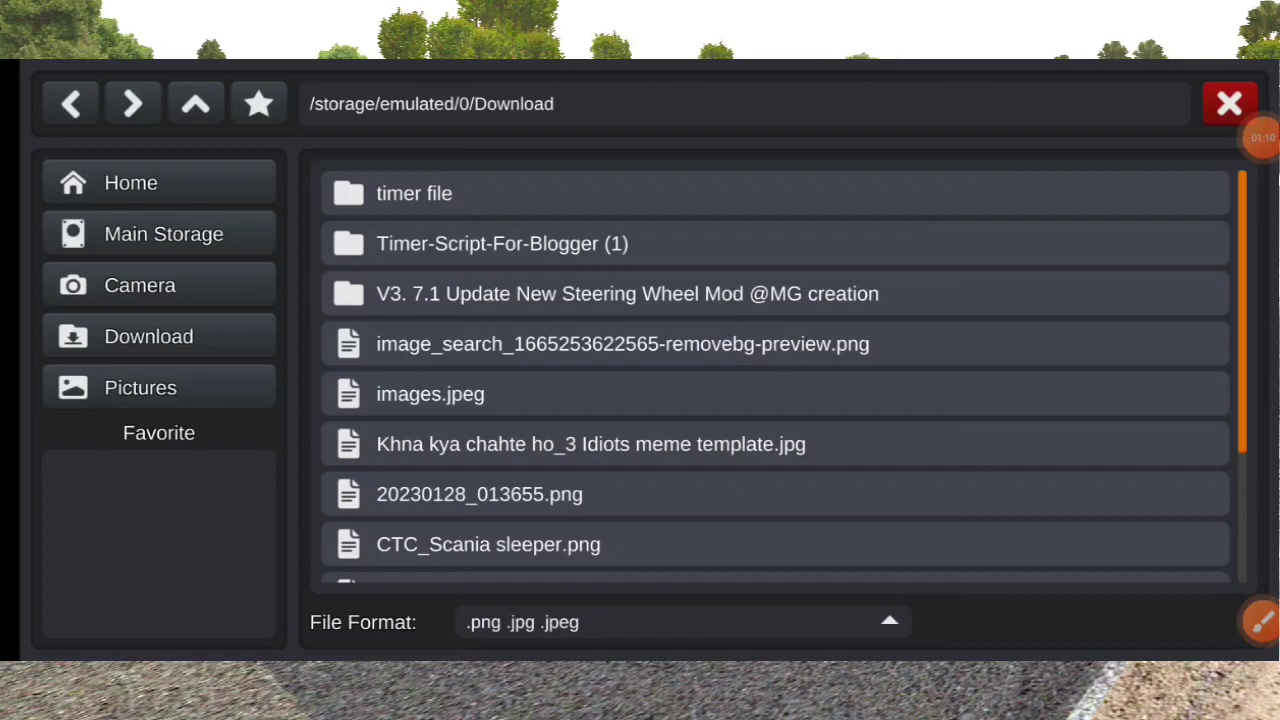 /storage/emulated/0/Download
01:10
Home
Main Storage
Camera
Download
Pictures
Favorite
timer file
Timer-Script-For-Blogger (1)
V3. 7.1 Update New Steering Wheel Mod @MG creation
image_search_1665253622565-removebg-preview.png
images.jpeg
Khna kya chahte ho_3 Idiots meme template.jpg
20230128_013655.png
CTC_Scania sleeper.png
File Format: .png .jpg .jpeg